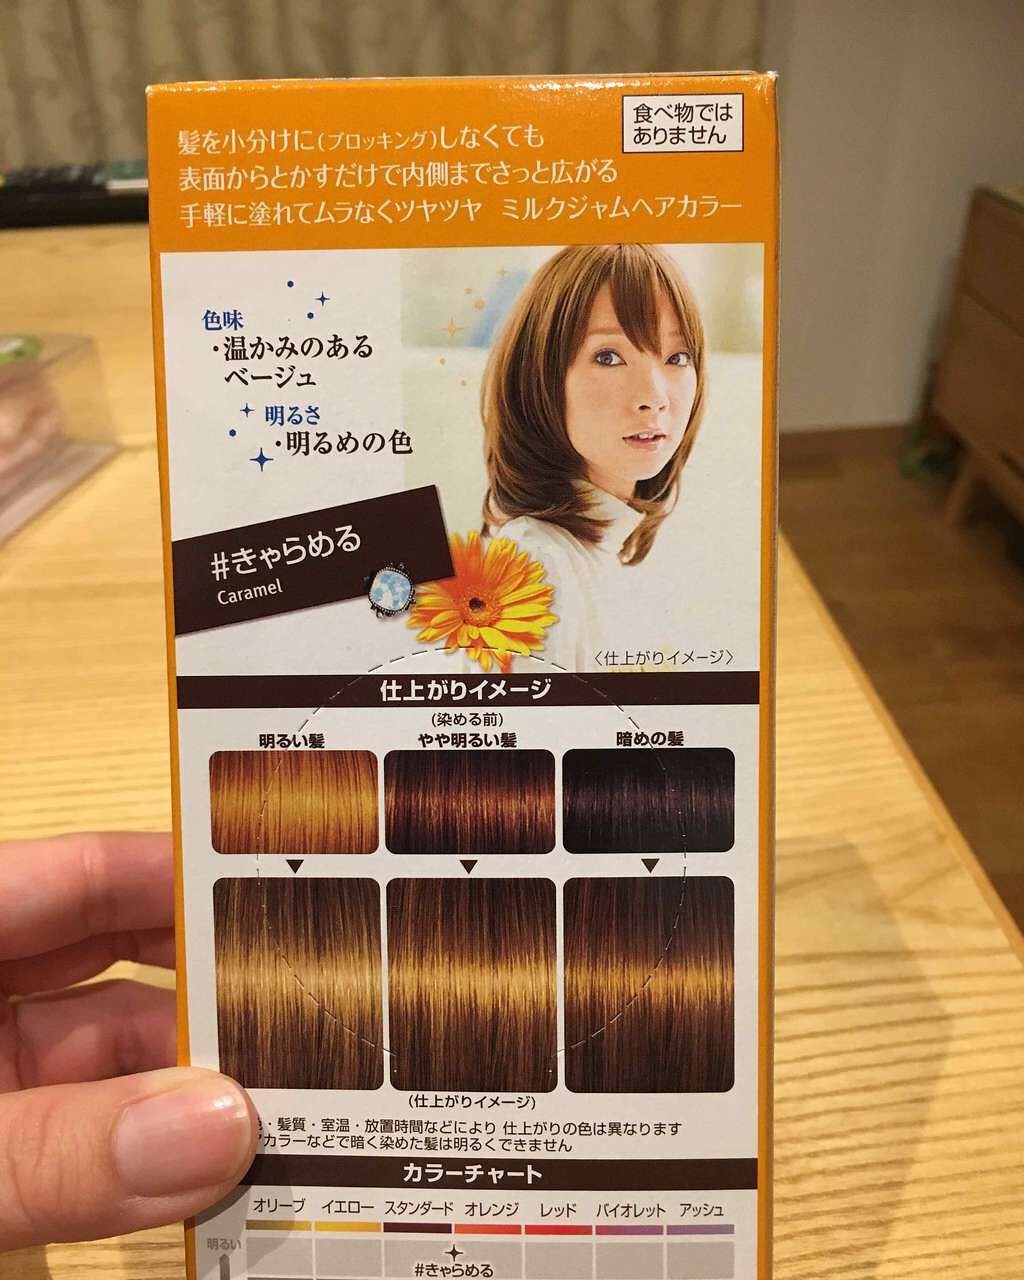 食べ物では
ありません
髪を小分けに(ブロッキング)しなくても
表面からとかすだけで内側までさっと広がる
手軽に塗れてムラなくツヤツヤ ミルクジャムヘアカラー
色味
・温かみのある
ベージュ
明るさ
・明るめの色
#きゃらめる
Caramel
〈仕上がりイメージ〉
仕上がりイメージ
(染める前)
明るい髪 やや明るい髪 暗めの髪
(仕上がりイメージ)
・髪質・室温・放置時間などにより 仕上がりの色は異なります
カラーなどで暗く染めた髪は明るくできません
カラーチャート
オリーブ イエロー スタンダード オレンジ レッド バイオレット アッシュ
明るい
#きゃらめる